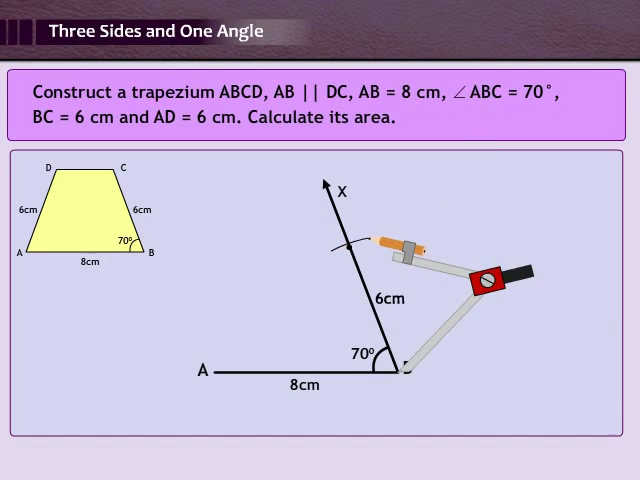 Three Sides and One Angle
Construct a trapezium ABCD, AB || DC, AB = 8 cm, ∠ABC = 70°,
BC = 6 cm and AD = 6 cm. Calculate its area.
D C
6cm 6cm
70º
A B
8cm
X
6cm
70º
A
8cm